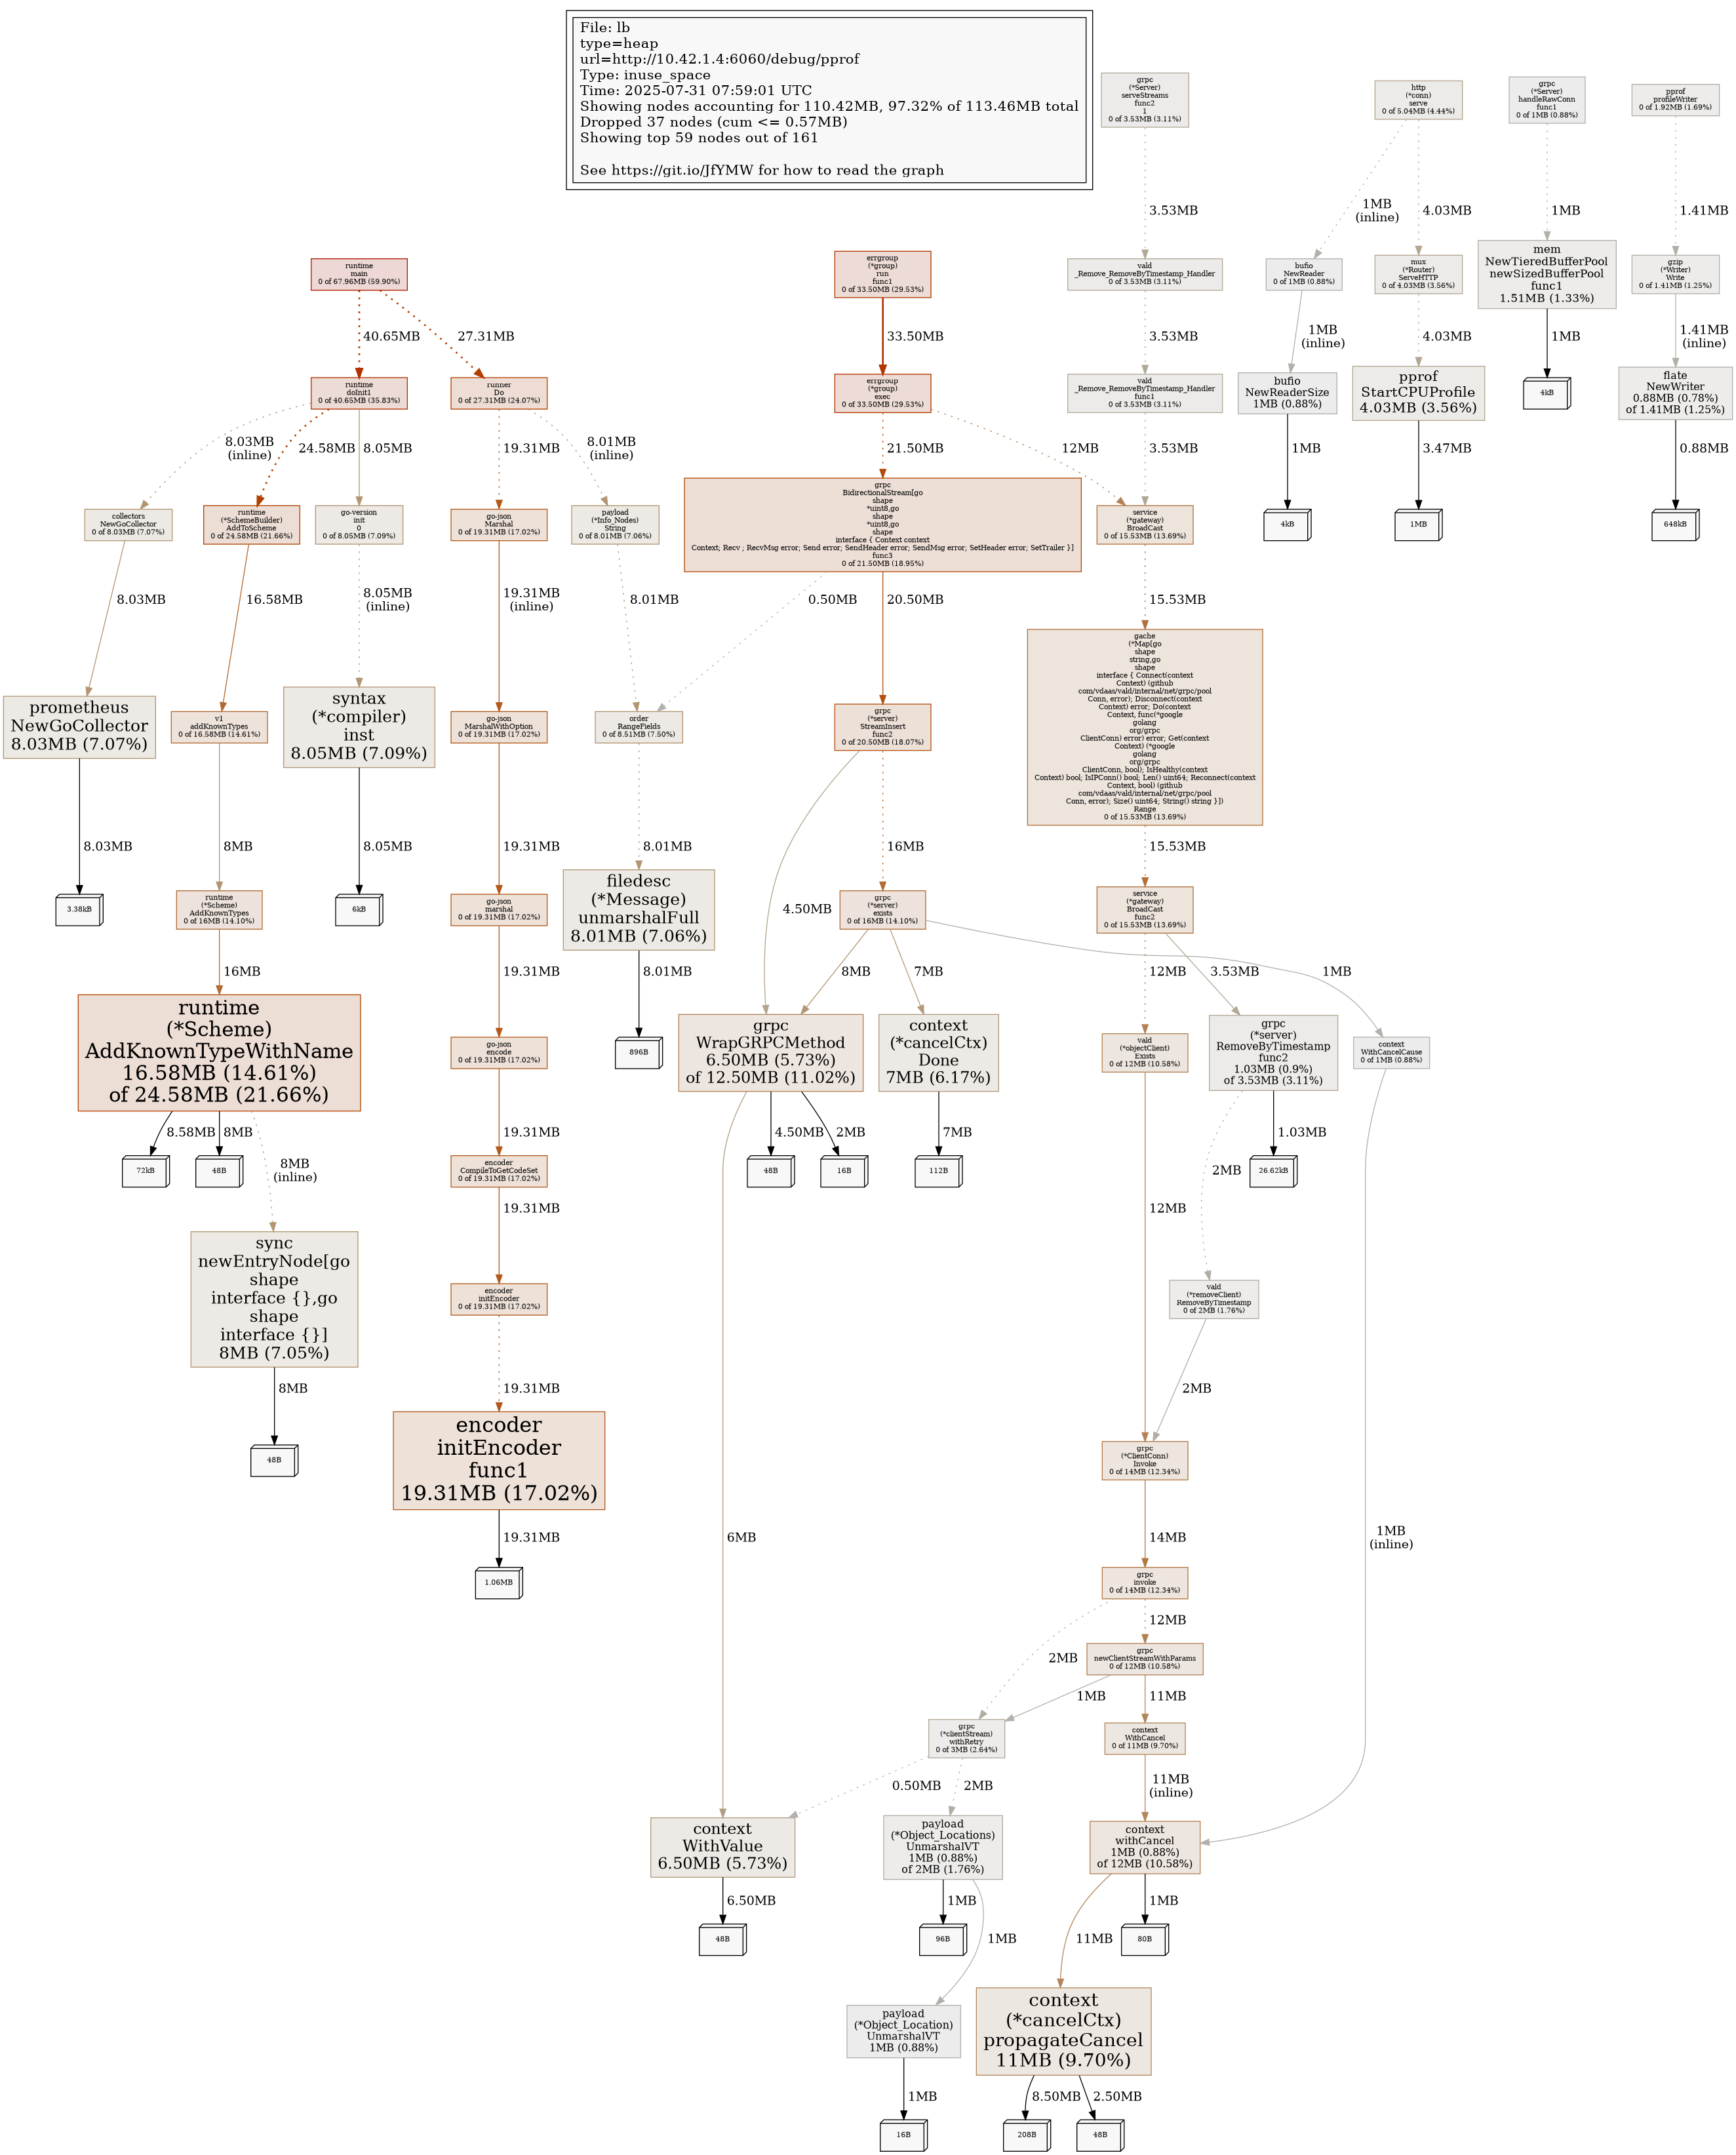 File: lb
type=heap
url=http://10.42.1.4:6060/debug/pprof
Type: inuse_space
Time: 2025-07-31 07:59:01 UTC
Showing nodes accounting for 110.42MB, 97.32% of 113.46MB total
Dropped 37 nodes (cum <= 0.57MB)
Showing top 59 nodes out of 161
See https://git.io/JfYMW for how to read the graph
grpc
(*Server)
serveStreams
func2
1
0 of 3.53MB (3.11%)
http
(*conn)
serve
0 of 5.04MB (4.44%)
grpc
(*Server)
handleRawConn
func1
0 of 1MB (0.88%)
pprof
profileWriter
0 of 1.92MB (1.69%)
3.53MB
1MB
(inline)
4.03MB
1MB
1.41MB
runtime
main
0 of 67.96MB (59.90%)
errgroup
(*group)
run
func1
0 of 33.50MB (29.53%)
vald
_Remove_RemoveByTimestamp_Handler
0 of 3.53MB (3.11%)
bufio
NewReader
0 of 1MB (0.88%)
mux
(*Router)
ServeHTTP
0 of 4.03MB (3.56%)
mem
NewTieredBufferPool
newSizedBufferPool
func1
1.51MB (1.33%)
gzip
(*Writer)
Write
0 of 1.41MB (1.25%)
40.65MB
27.31MB
33.50MB
3.53MB
1MB
(inline)
4.03MB
1MB
1.41MB
(inline)
runtime
doInit1
0 of 40.65MB (35.83%)
runner
Do
0 of 27.31MB (24.07%)
errgroup
(*group)
exec
0 of 33.50MB (29.53%)
vald
_Remove_RemoveByTimestamp_Handler
func1
0 of 3.53MB (3.11%)
bufio
NewReaderSize
1MB (0.88%)
pprof
StartCPUProfile
4.03MB (3.56%)
4kB
flate
NewWriter
0.88MB (0.78%)
of 1.41MB (1.25%)
8.03MB
(inline)
24.58MB
8.05MB
19.31MB
8.01MB
(inline)
21.50MB
12MB
3.53MB
1MB
3.47MB
0.88MB
collectors
NewGoCollector
0 of 8.03MB (7.07%)
runtime
(*SchemeBuilder)
AddToScheme
0 of 24.58MB (21.66%)
go-version
init
0
0 of 8.05MB (7.09%)
go-json
Marshal
0 of 19.31MB (17.02%)
payload
(*Info_Nodes)
String
0 of 8.01MB (7.06%)
grpc
BidirectionalStream[go
shape
*uint8,go
shape
*uint8,go
shape
interface { Context context
Context; Recv ; RecvMsg error; Send error; SendHeader error; SendMsg error; SetHeader error; SetTrailer }]
func3
0 of 21.50MB (18.95%)
service
(*gateway)
BroadCast
0 of 15.53MB (13.69%)
4kB
1MB
648kB
8.03MB
16.58MB
8.05MB
(inline)
19.31MB
(inline)
8.01MB
0.50MB
20.50MB
15.53MB
prometheus
NewGoCollector
8.03MB (7.07%)
v1
addKnownTypes
0 of 16.58MB (14.61%)
syntax
(*compiler)
inst
8.05MB (7.09%)
go-json
MarshalWithOption
0 of 19.31MB (17.02%)
order
RangeFields
0 of 8.51MB (7.50%)
grpc
(*server)
StreamInsert
func2
0 of 20.50MB (18.07%)
gache
(*Map[go
shape
string,go
shape
interface { Connect(context
Context) (github
com/vdaas/vald/internal/net/grpc/pool
Conn, error); Disconnect(context
Context) error; Do(context
Context, func(*google
golang
org/grpc
ClientConn) error) error; Get(context
Context) (*google
golang
org/grpc
ClientConn, bool); IsHealthy(context
Context) bool; IsIPConn() bool; Len() uint64; Reconnect(context
Context, bool) (github
com/vdaas/vald/internal/net/grpc/pool
Conn, error); Size() uint64; String() string }])
Range
0 of 15.53MB (13.69%)
8.03MB
8MB
8.05MB
19.31MB
8.01MB
4.50MB
16MB
15.53MB
3.38kB
runtime
(*Scheme)
AddKnownTypes
0 of 16MB (14.10%)
6kB
go-json
marshal
0 of 19.31MB (17.02%)
filedesc
(*Message)
unmarshalFull
8.01MB (7.06%)
grpc
(*server)
exists
0 of 16MB (14.10%)
service
(*gateway)
BroadCast
func2
0 of 15.53MB (13.69%)
16MB
19.31MB
8.01MB
8MB
7MB
1MB
12MB
3.53MB
runtime
(*Scheme)
AddKnownTypeWithName
16.58MB (14.61%)
of 24.58MB (21.66%)
go-json
encode
0 of 19.31MB (17.02%)
896B
grpc
WrapGRPCMethod
6.50MB (5.73%)
of 12.50MB (11.02%)
context
(*cancelCtx)
Done
7MB (6.17%)
vald
(*objectClient)
Exists
0 of 12MB (10.58%)
grpc
(*server)
RemoveByTimestamp
func2
1.03MB (0.9%)
of 3.53MB (3.11%)
context
WithCancelCause
0 of 1MB (0.88%)
8.58MB
8MB
8MB
(inline)
19.31MB
6MB
4.50MB
2MB
7MB
12MB
2MB
1.03MB
1MB
(inline)
72kB
48B
encoder
CompileToGetCodeSet
0 of 19.31MB (17.02%)
48B
16B
112B
26.62kB
19.31MB
sync
newEntryNode[go
shape
interface {},go
shape
interface {}]
8MB (7.05%)
encoder
initEncoder
0 of 19.31MB (17.02%)
vald
(*removeClient)
RemoveByTimestamp
0 of 2MB (1.76%)
8MB
19.31MB
2MB
48B
encoder
initEncoder
func1
19.31MB (17.02%)
grpc
(*ClientConn)
Invoke
0 of 14MB (12.34%)
19.31MB
14MB
1.06MB
grpc
invoke
0 of 14MB (12.34%)
2MB
12MB
grpc
newClientStreamWithParams
0 of 12MB (10.58%)
1MB
11MB
grpc
(*clientStream)
withRetry
0 of 3MB (2.64%)
context
WithCancel
0 of 11MB (9.70%)
0.50MB
2MB
11MB
(inline)
context
WithValue
6.50MB (5.73%)
payload
(*Object_Locations)
UnmarshalVT
1MB (0.88%)
of 2MB (1.76%)
context
withCancel
1MB (0.88%)
of 12MB (10.58%)
6.50MB
1MB
1MB
11MB
1MB
48B
96B
80B
payload
(*Object_Location)
UnmarshalVT
1MB (0.88%)
context
(*cancelCtx)
propagateCancel
11MB (9.70%)
1MB
8.50MB
2.50MB
16B
208B
48B